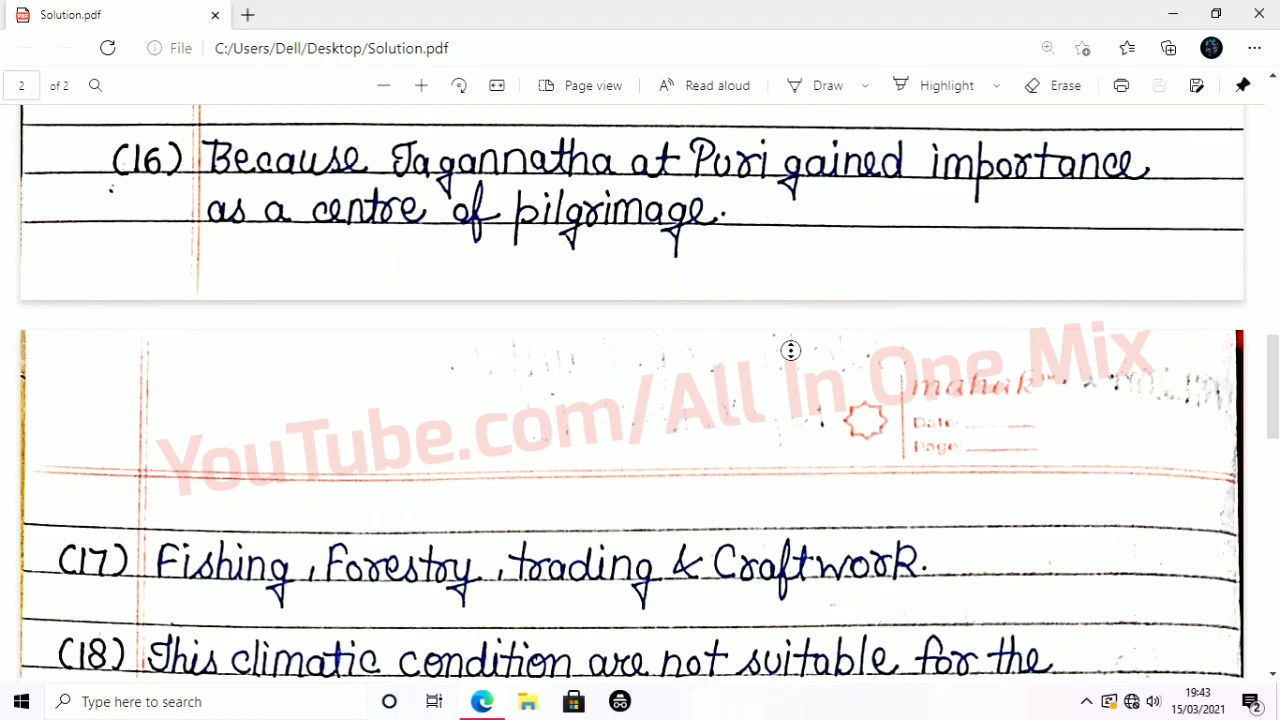 Solution.pdf
File C:/Users/Dell/Desktop/Solution.pdf
2 of 2 Page view Read aloud Draw Highlight Erase
(16) Because Jagannatha at Puri gained importance
as a centre of pilgrimage.
YouTube.com/All In One Mix
mahak
Date:
Page:
(17) Fishing, Forestry, trading & Craftwork.
(18) This climatic condition are not suitable for the
Type here to search
19:43
15/03/2021
2